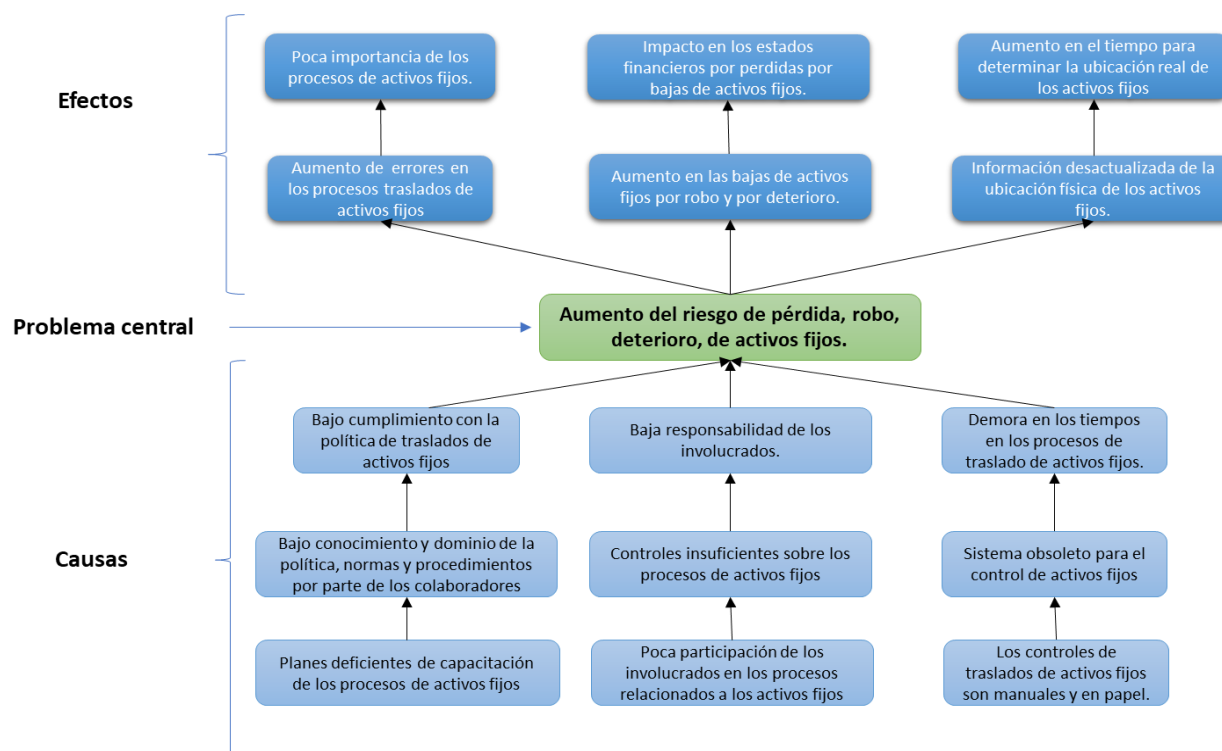 Efectos
Poca importancia de los
procesos de activos fijos.
Impacto en los estados
financieros por perdidas por
bajas de activos fijos.
Aumento en el tiempo para
determinar la ubicación real de
los activos fijos
Aumento de errores en
los procesos traslados de
activos fijos
Aumento en las bajas de activos
fijos por robo y por deterioro.
Información desactualizada de la
ubicación física de los activos
fijos.
Problema central
Aumento del riesgo de pérdida, robo,
deterioro, de activos fijos.
Causas
Bajo cumplimiento con la
política de traslados de
activos fijos
Baja responsabilidad de los
involucrados.
Demora en los tiempos
en los procesos de
traslado de activos fijos.
Bajo conocimiento y dominio de la
política, normas y procedimientos
por parte de los colaboradores
Controles insuficientes sobre los
procesos de activos fijos
Sistema obsoleto para el
control de activos fijos
Planes deficientes de capacitación
de los procesos de activos fijos
Poca participación de los
involucrados en los procesos
relacionados a los activos fijos
Los controles de
traslados de activos fijos
son manuales y en papel.